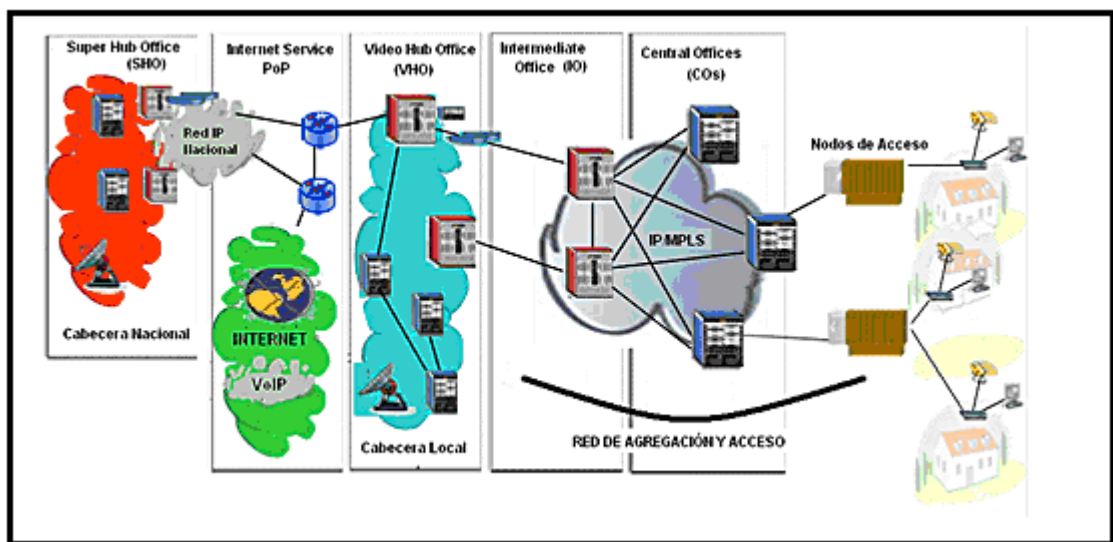 Super Hub Office
(SHO)
Red IP
Nacional
Cabecera Nacional
Internet Service
PoP
INTERNET
VoIP
Video Hub Office
(VHO)
Cabecera Local
Intermediate
Office (IO)
Central Offices
(COs)
IP/MPLS
Nodos de Acceso
RED DE AGREGACIÓN Y ACCESO